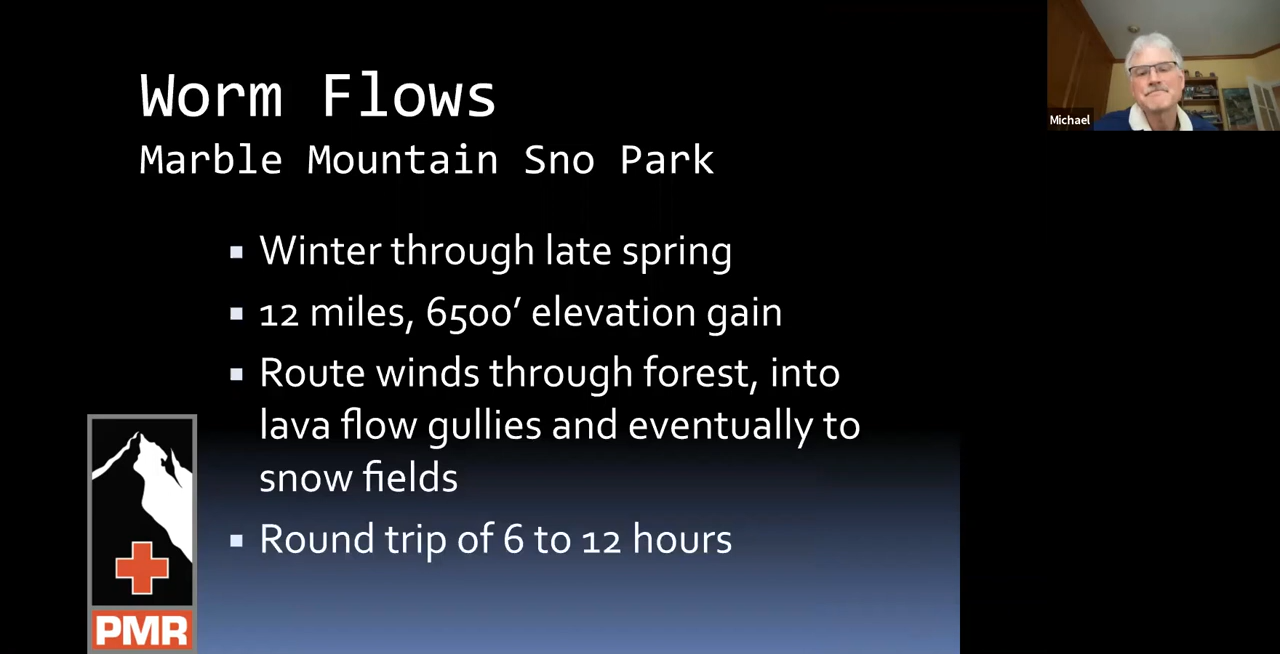 Worm Flows
Marble Mountain Sno Park
Michael
▪ Winter through late spring
▪ 12 miles, 6500’ elevation gain
▪ Route winds through forest, into
lava flow gullies and eventually to
snow fields
▪ Round trip of 6 to 12 hours
PMR